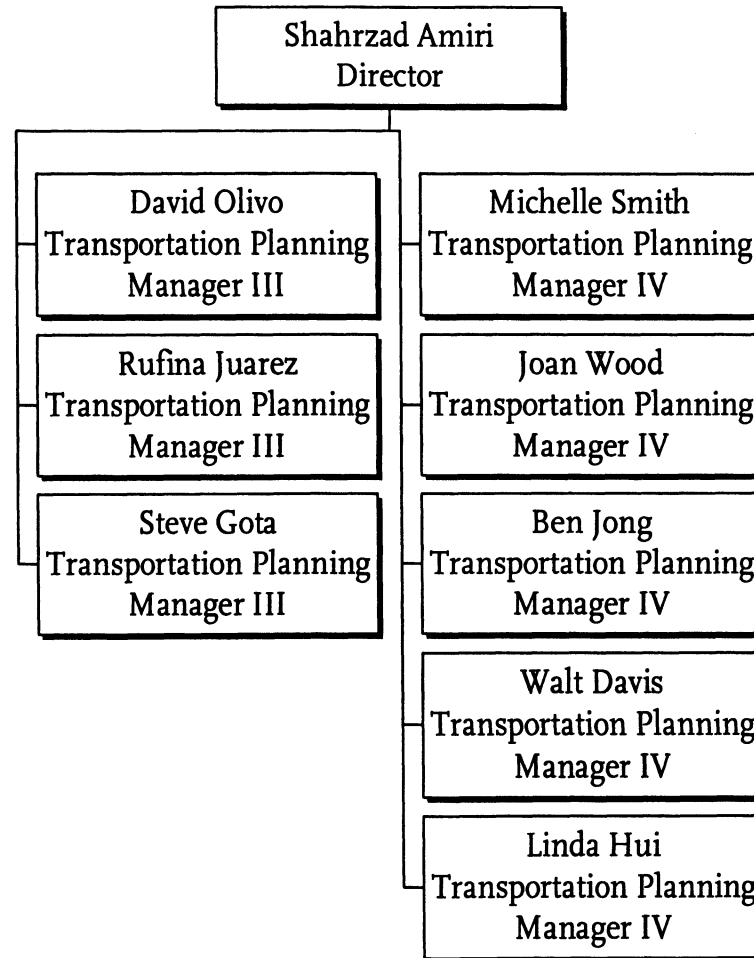 Shahrzad Amiri
Director
David Olivo
Transportation Planning
Manager III
Rufina Juarez
Transportation Planning
Manager III
Steve Gota
Transportation Planning
Manager III
Michelle Smith
Transportation Planning
Manager IV
Joan Wood
Transportation Planning
Manager IV
Ben Jong
Transportation Planning
Manager IV
Walt Davis
Transportation Planning
Manager IV
Linda Hui
Transportation Planning
Manager IV